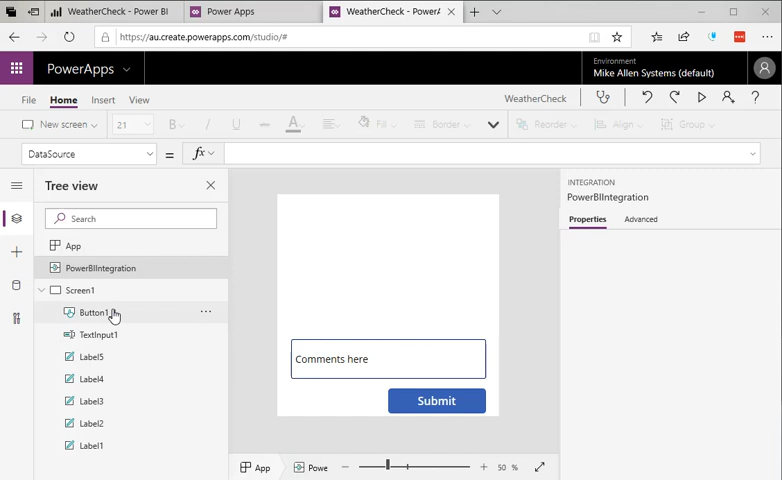 WeatherCheck - Power BI
Power Apps
WeatherCheck - PowerA
https://au.create.powerapps.com/studio/#
PowerApps
Environment
Mike Allen Systems (default)
File Home Insert View
WeatherCheck
New screen 21 B / U abc A Fill Border Reorder Align Group
DataSource = fx
Tree view
Search
App
PowerBIIntegration
Screen1
Button1
TextInput1
Label5
Label4
Label3
Label2
Label1
Comments here
Submit
INTEGRATION
PowerBIIntegration
Properties Advanced
App Powe 50 %